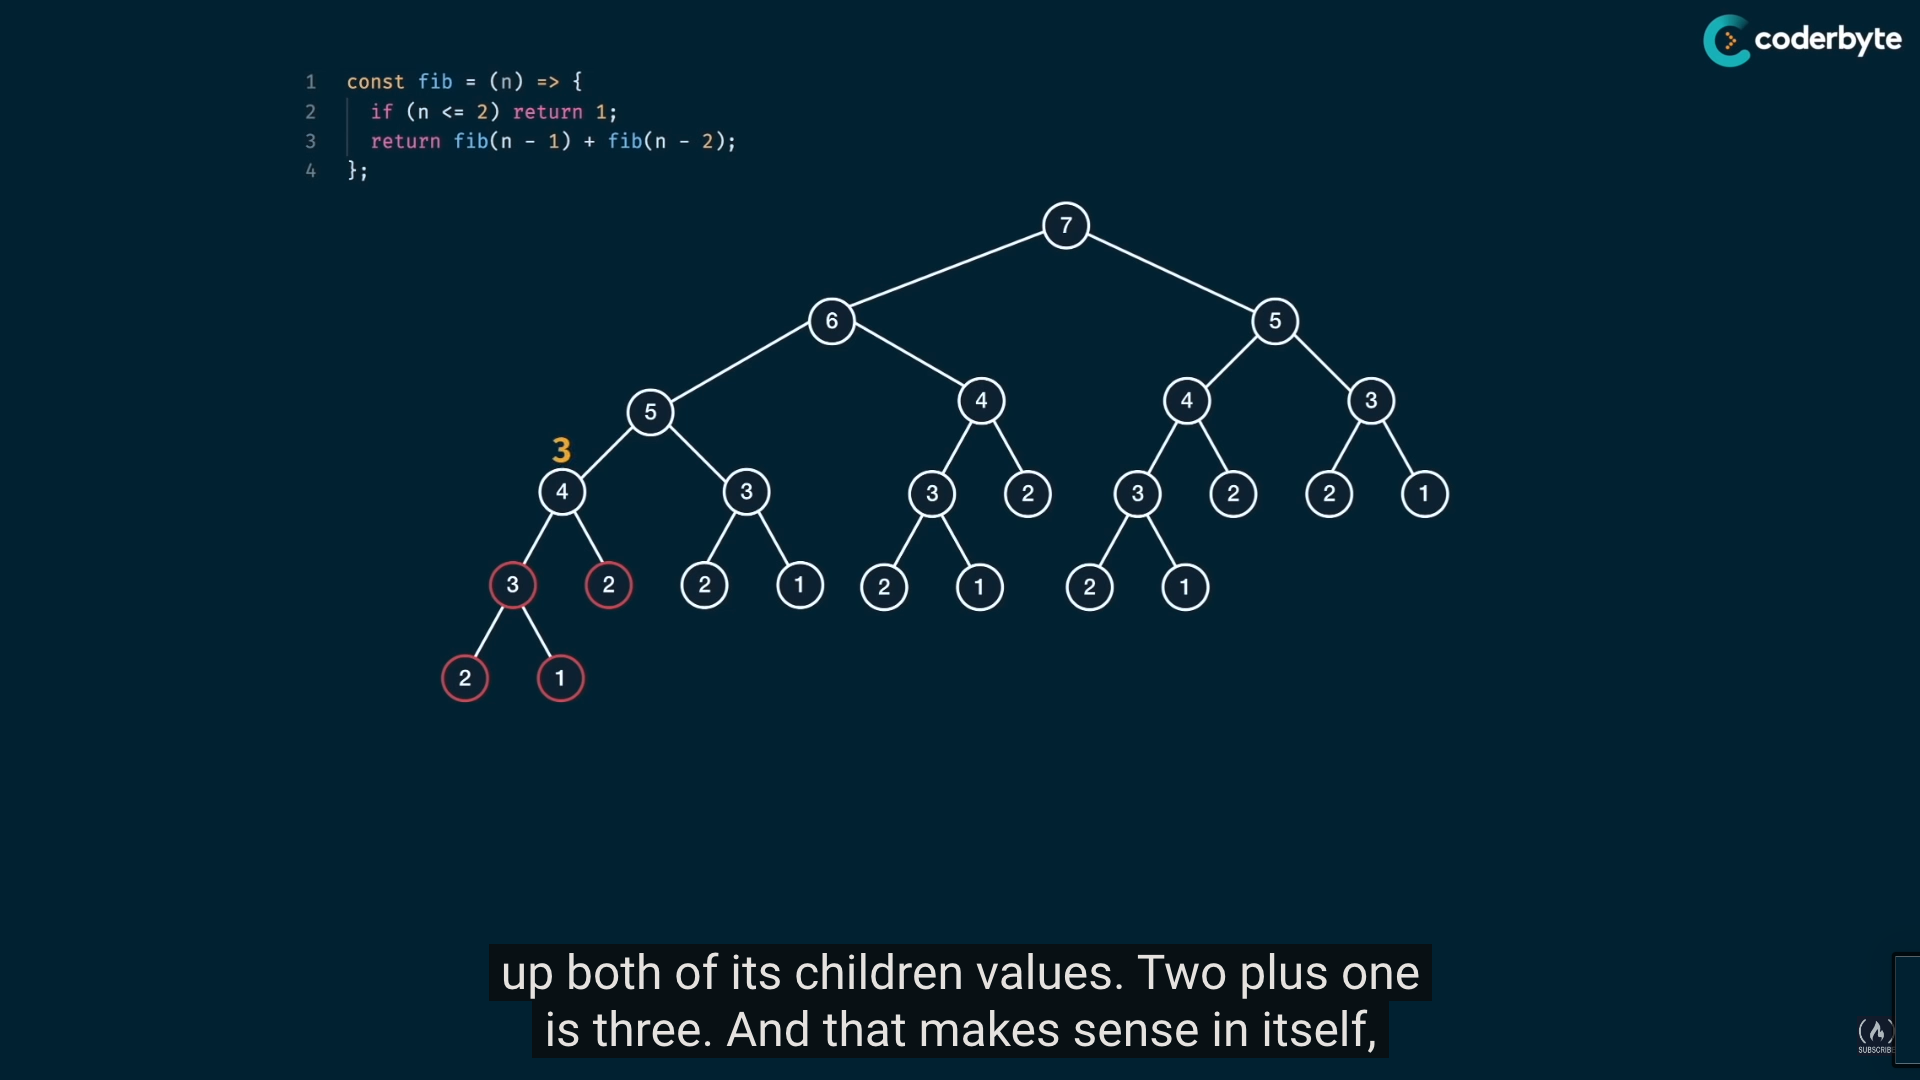 coderbyte
1 const fib = (n) => {
2 if (n <= 2) return 1;
3 return fib(n - 1) + fib(n - 2);
4 };
7
6 5
5 4 4 3
3
4 3 3 2 3 2 2 1
3 2 2 1 2 1 2 1
2 1
up both of its children values. Two plus one
is three. And that makes sense in itself,
SUBSCRIBE